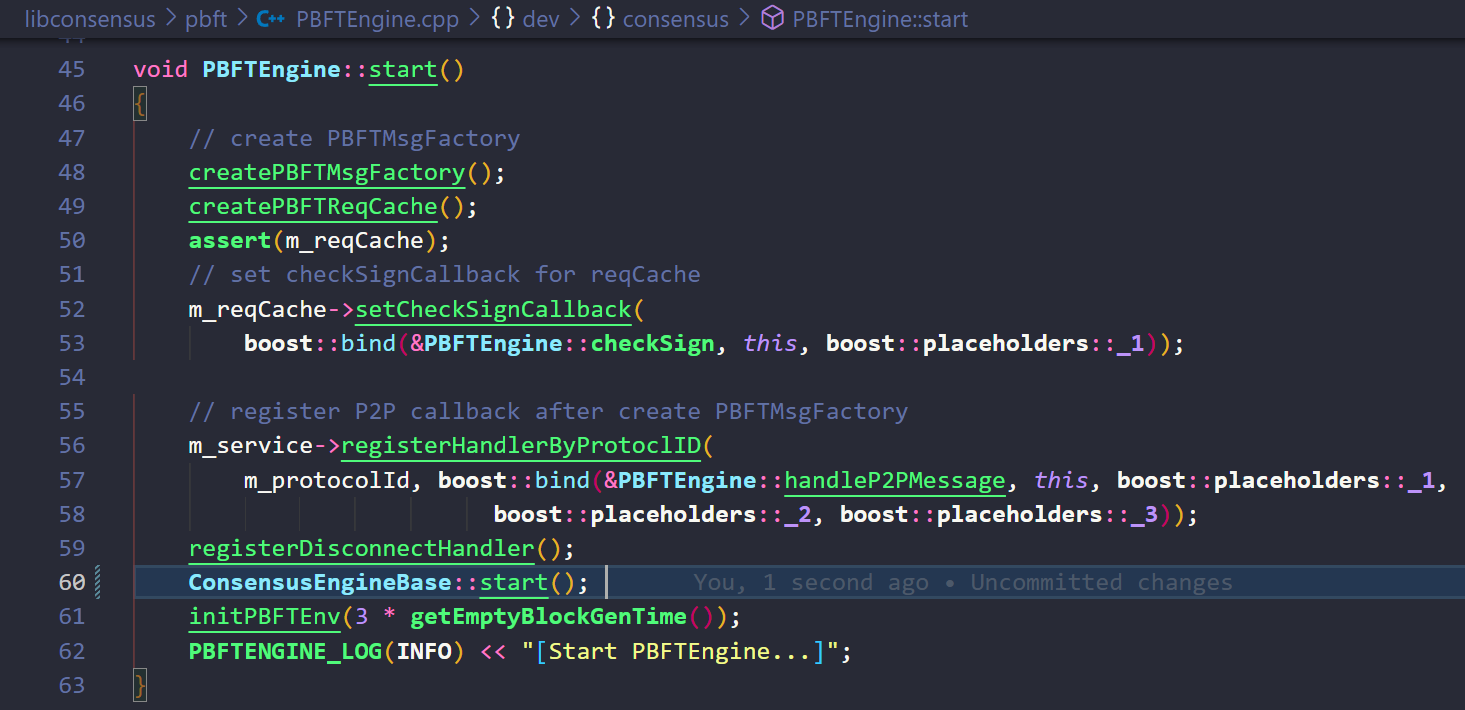 libconsensus > pbft > C++ PBFTEngine.cpp > {} dev > {} consensus > PBFTEngine::start
45 void PBFTEngine::start()
46 {
47     // create PBFTMsgFactory
48     createPBFTMsgFactory();
49     createPBFTReqCache();
50     assert(m_reqCache);
51     // set checkSignCallback for reqCache
52     m_reqCache->setCheckSignCallback(
53         boost::bind(&PBFTEngine::checkSign, this, boost::placeholders::_1));
54
55     // register P2P callback after create PBFTMsgFactory
56     m_service->registerHandlerByProtoclID(
57         m_protocolId, boost::bind(&PBFTEngine::handleP2PMessage, this, boost::placeholders::_1,
58                           boost::placeholders::_2, boost::placeholders::_3));
59     registerDisconnectHandler();
60     ConsensusEngineBase::start();     You, 1 second ago • Uncommitted changes
61     initPBFTEnv(3 * getEmptyBlockGenTime());
62     PBFTENGINE_LOG(INFO) << "[Start PBFTEngine...]";
63 }